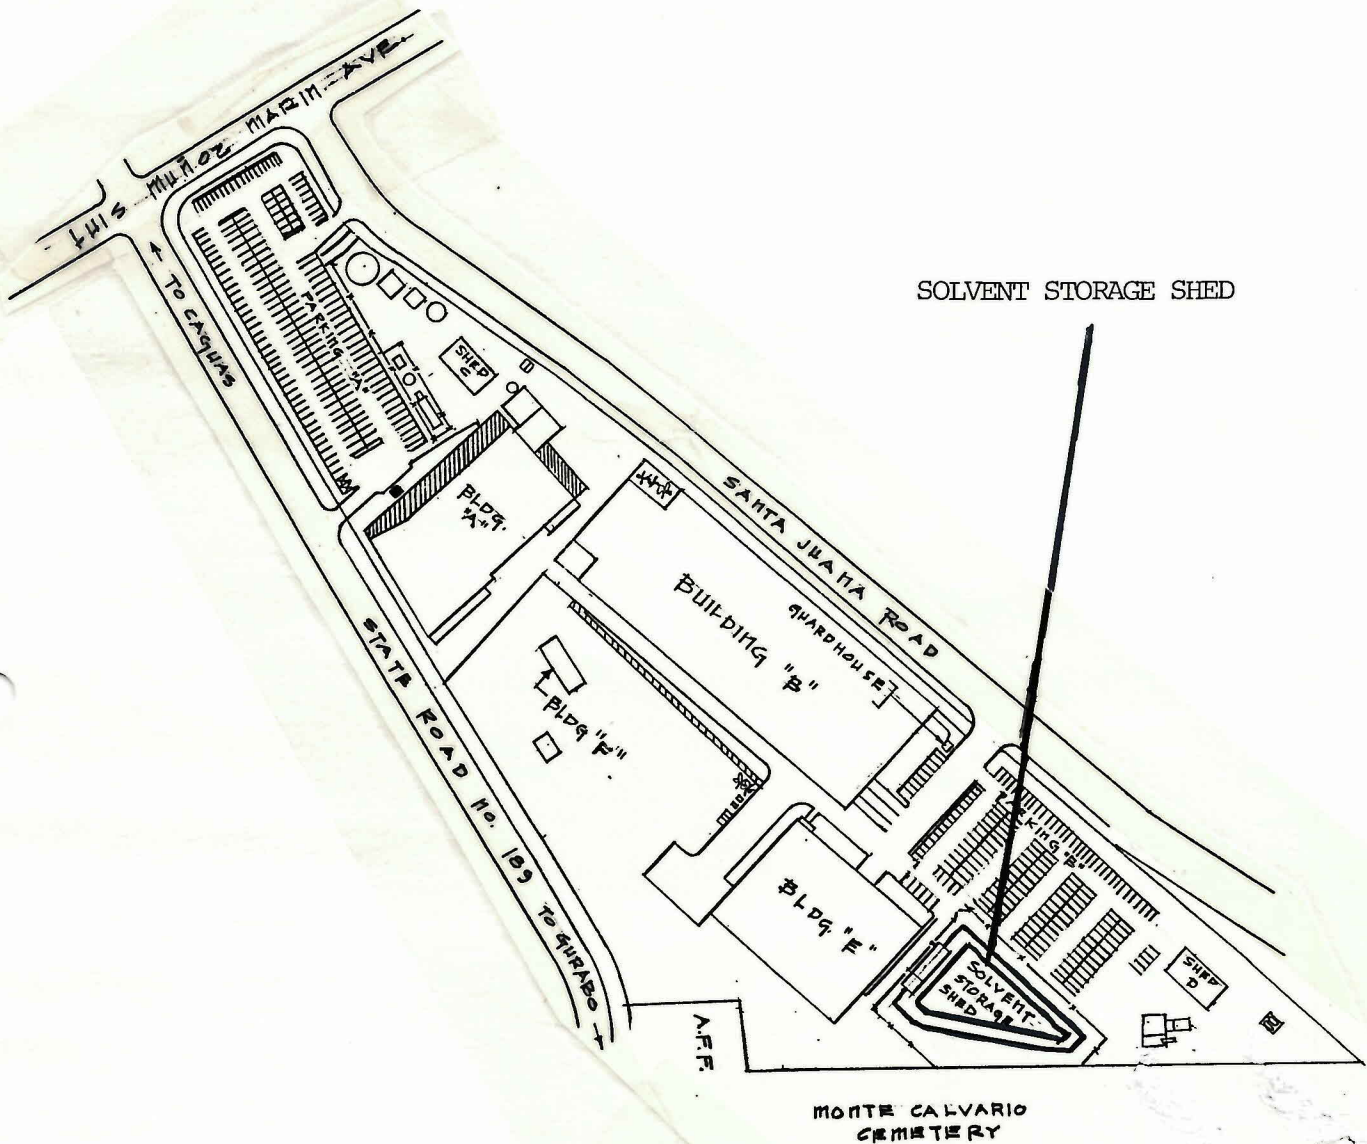 LUIS MUÑOZ MARIN AVE.
TO CAGUAS
PARKING "A"
SHED
C
SOLVENT STORAGE SHED
BLDG.
"A"
SANTA JUANA ROAD
BUILDING "B"
GUARDHOUSE
STATE ROAD NO. 189 TO GURABO
BLDG "F"
PARKING "B"
BLDG. "E"
SOLVENT
STORAGE
SHED
SHED
D
A.F.F.
MONTE CALVARIO
CEMETERY